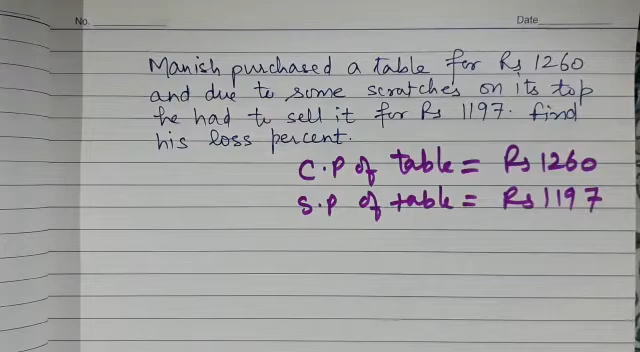 No.
Date
Manish purchased a table for Rs 1260
and due to some scratches on its top
he had to sell it for Rs 1197. find
his loss percent.
C.P of table = Rs 1260
S.P of table = Rs 1197